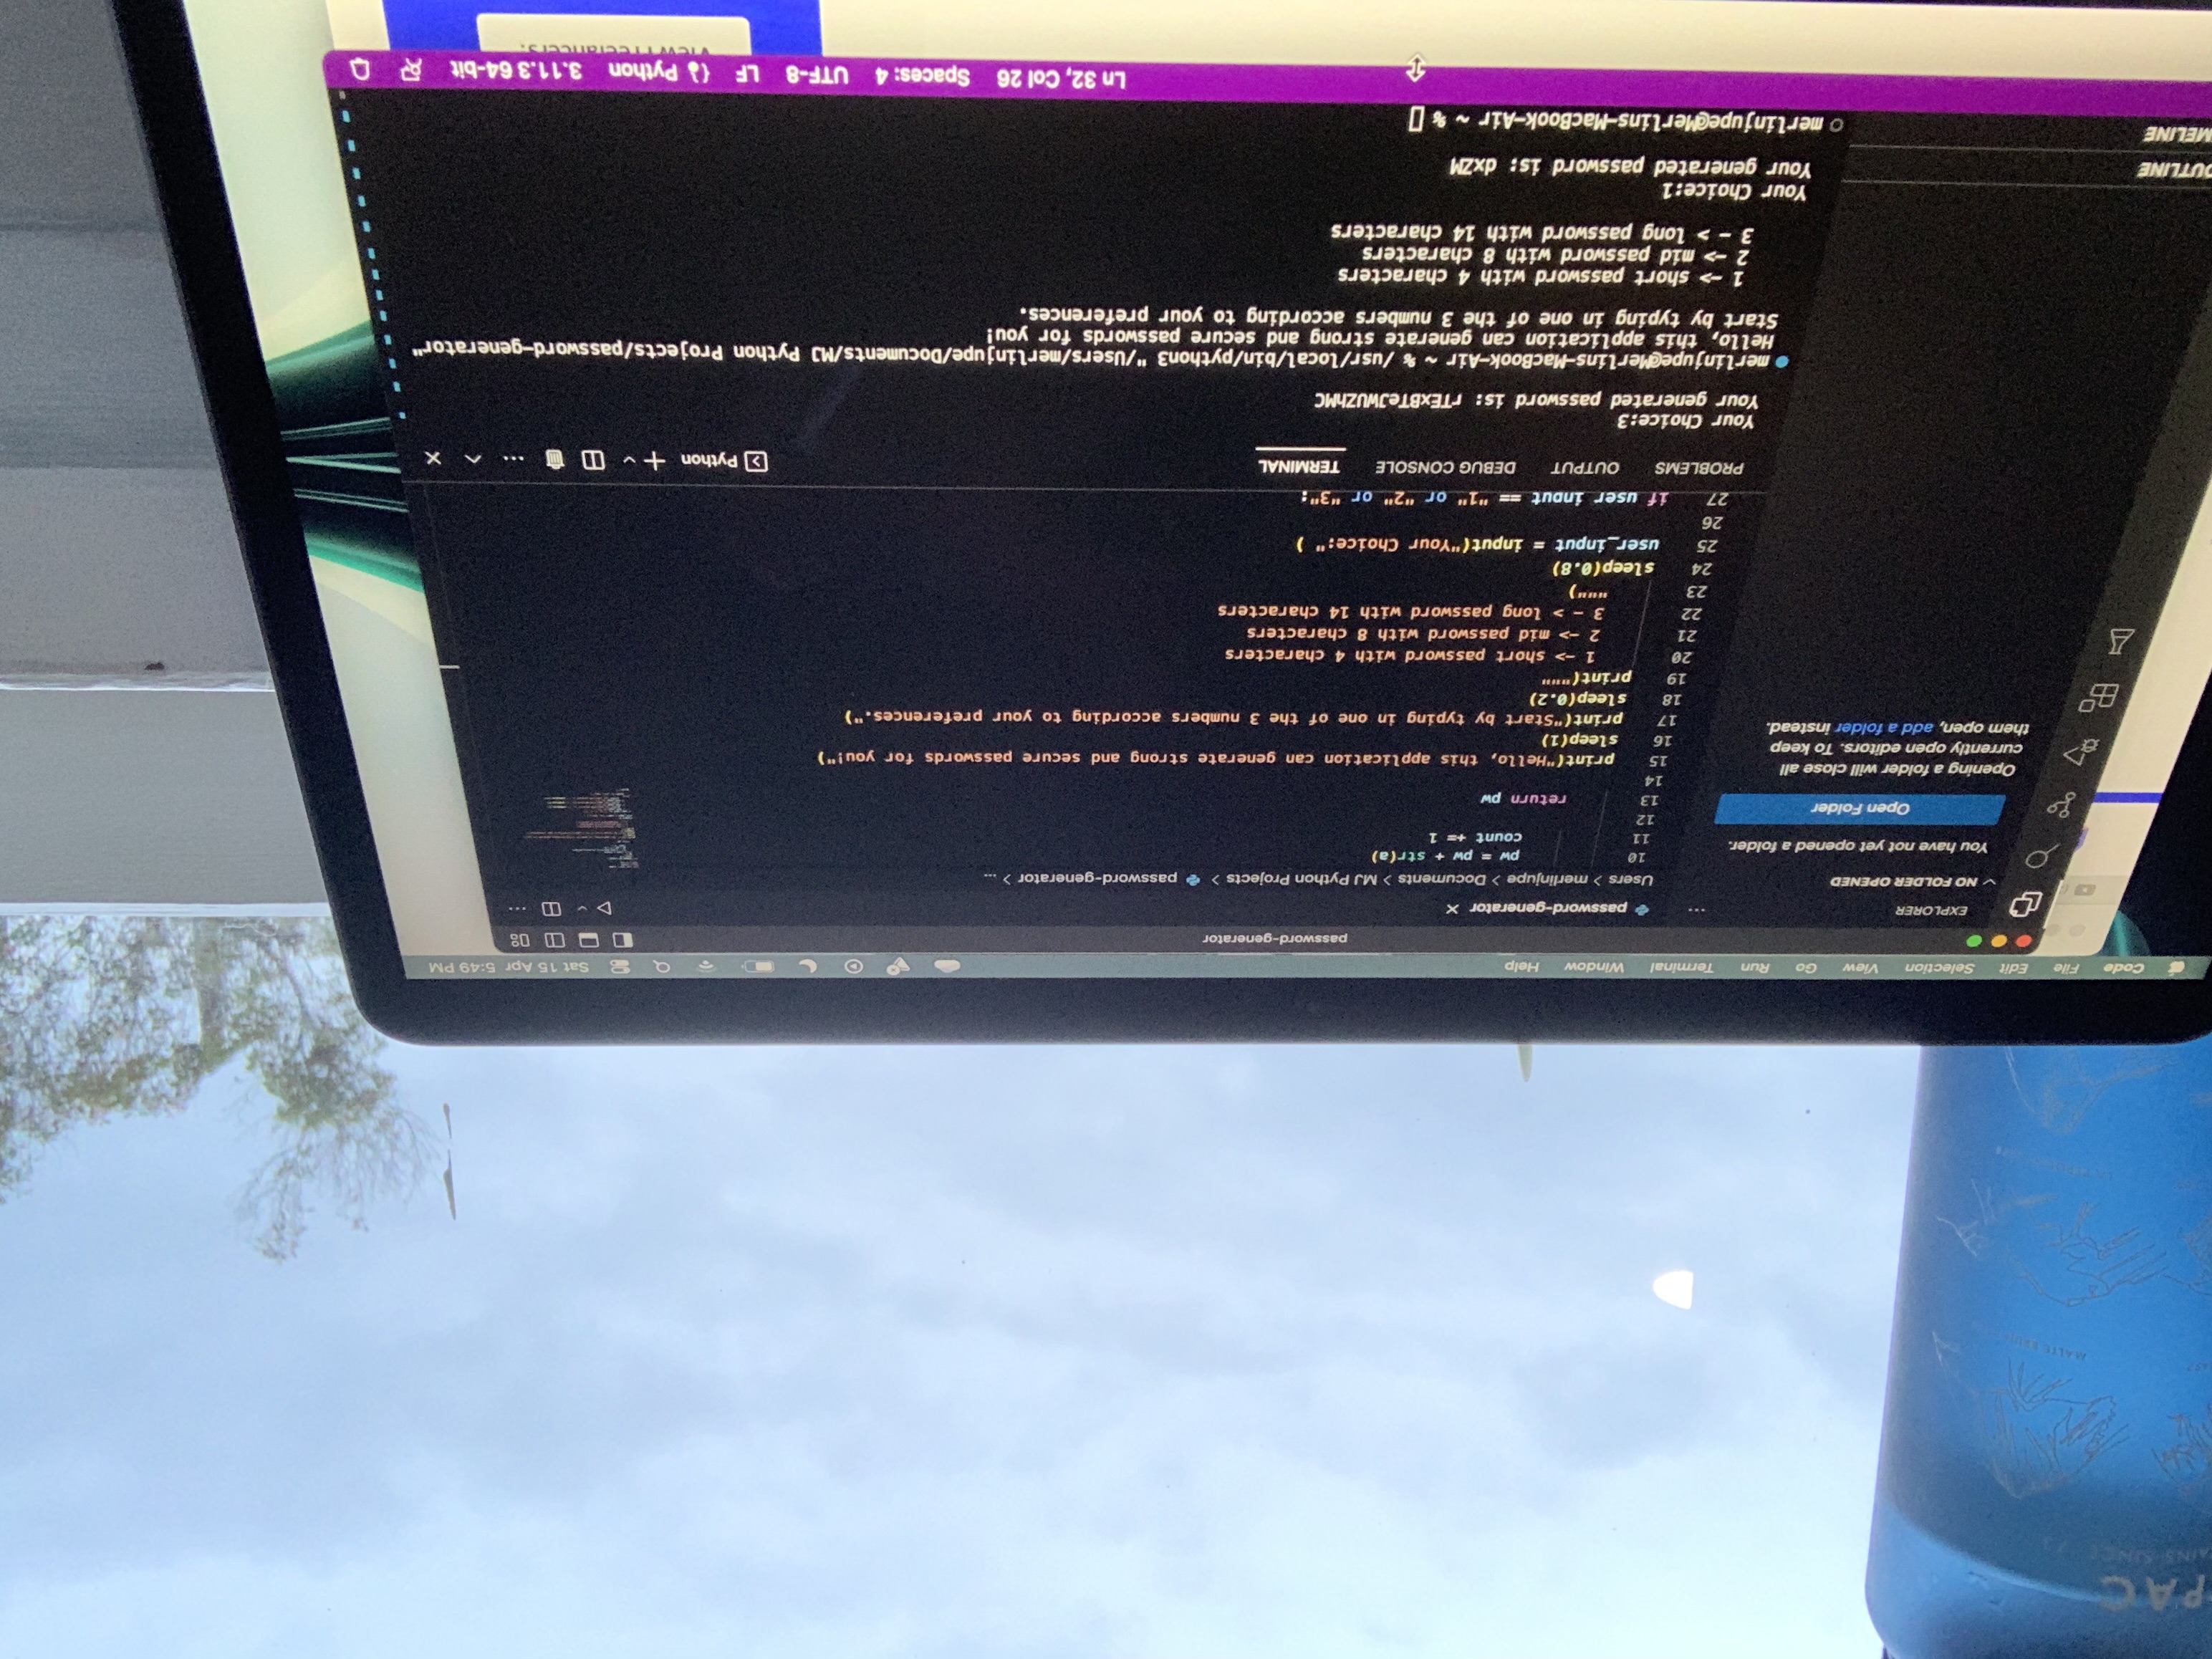 PAC
MALTE BRUN
Code File Edit Selection View Go Run Terminal Window Help Sat 15 Apr 5:49 PM
password-generator
EXPLORER
NO FOLDER OPENED
You have not yet opened a folder.
Open Folder
Opening a folder will close all
currently open editors. To keep
them open, add a folder instead.
OUTLINE
password-generator
Users > merlinjupe > Documents > MJ Python Projects > password-generator > ...
10 pw = pw + str(a)
11 count += 1
12
13 return pw
14
15 print("Hello, this application can generate strong and secure passwords for you!")
16 sleep(1)
17 print("Start by typing in one of the 3 numbers according to your preferences.")
18 sleep(0.2)
19 print("""
20 1 -> short password with 4 characters
21 2 -> mid password with 8 characters
22 3 - > long password with 14 characters
23 """)
24 sleep(0.8)
25 user_input = input("Your Choice:" )
26
27 if user_input == "1" or "2" or "3":
PROBLEMS OUTPUT DEBUG CONSOLE TERMINAL Python
Your Choice:3
Your generated password is: rTExBTeJWUZhMC
merlinjupe@Merlins-MacBook-Air ~ % /usr/local/bin/python3 "/Users/merlinjupe/Documents/MJ Python Projects/password-generator"
Hello, this application can generate strong and secure passwords for you!
Start by typing in one of the 3 numbers according to your preferences.
1 -> short password with 4 characters
2 -> mid password with 8 characters
3 - > long password with 14 characters
Your Choice:1
Your generated password is: dxZM
merlinjupe@Merlins-MacBook-Air ~ %
Ln 32, Col 26 Spaces: 4 UTF-8 LF Python 3.11.3 64-bit
View Freelancers.